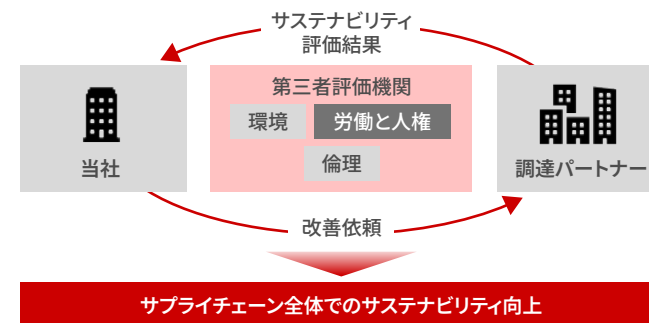 サステナビリティ
評価結果
第三者評価機関
環境
労働と人権
倫理
当社
調達パートナー
改善依頼
サプライチェーン全体でのサステナビリティ向上